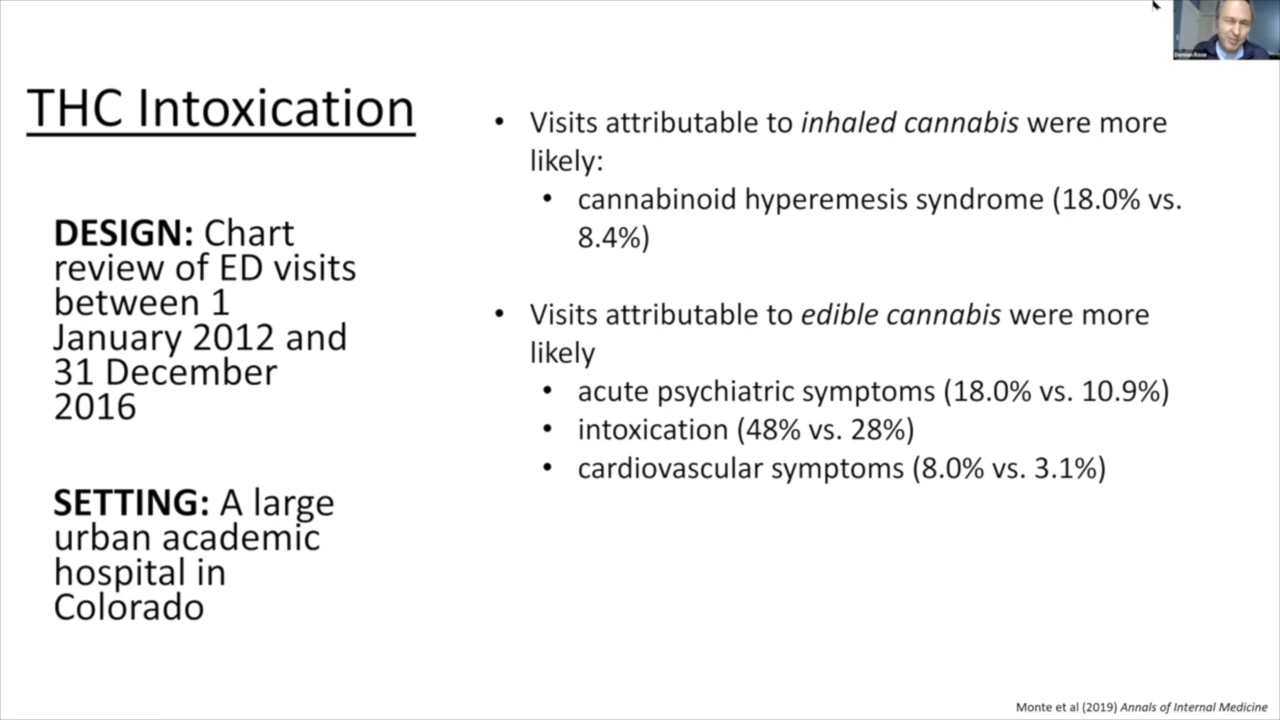 THC Intoxication
DESIGN: Chart
review of ED visits
between 1
January 2012 and
31 December
2016
SETTING: A large
urban academic
hospital in
Colorado
• Visits attributable to inhaled cannabis were more
likely:
• cannabinoid hyperemesis syndrome (18.0% vs.
8.4%)
• Visits attributable to edible cannabis were more
likely
• acute psychiatric symptoms (18.0% vs. 10.9%)
• intoxication (48% vs. 28%)
• cardiovascular symptoms (8.0% vs. 3.1%)
Monte et al (2019) Annals of Internal Medicine
Demian Rose